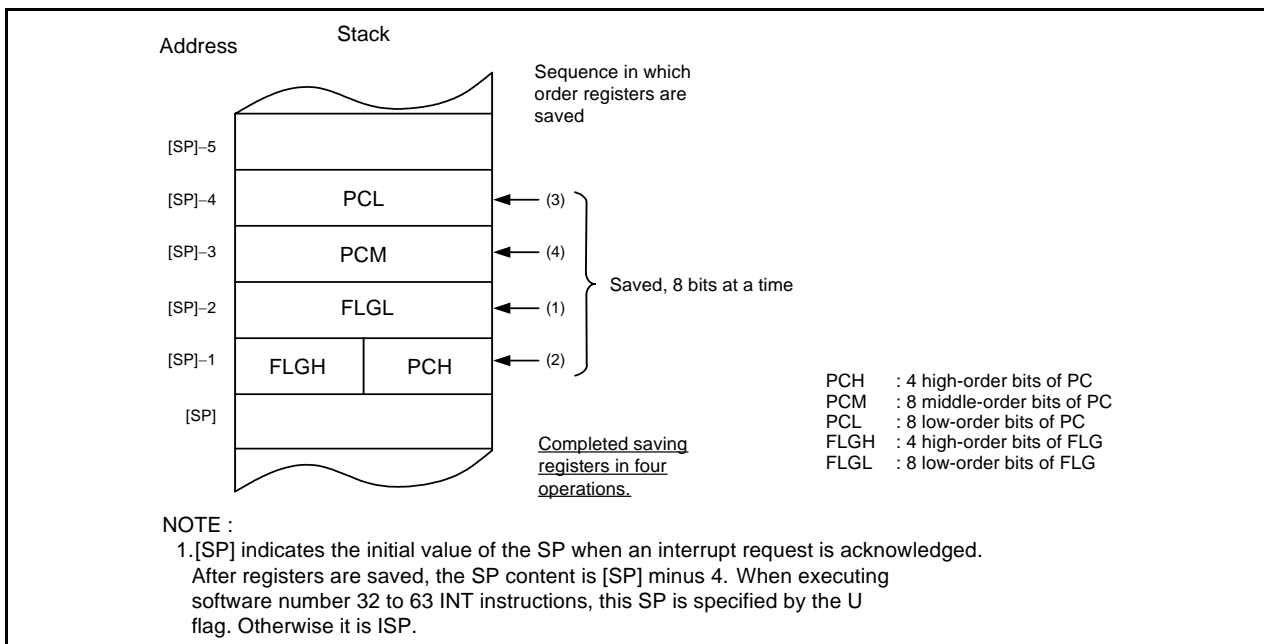 Address
Stack
Sequence in which
order registers are
saved
[SP]−5
[SP]−4
PCL
(3)
[SP]−3
PCM
(4)
Saved, 8 bits at a time
[SP]−2
FLGL
(1)
[SP]−1
FLGH
PCH
(2)
[SP]
Completed saving
registers in four
operations.
PCH : 4 high-order bits of PC
PCM : 8 middle-order bits of PC
PCL : 8 low-order bits of PC
FLGH : 4 high-order bits of FLG
FLGL : 8 low-order bits of FLG
NOTE :
1.[SP] indicates the initial value of the SP when an interrupt request is acknowledged.
After registers are saved, the SP content is [SP] minus 4. When executing
software number 32 to 63 INT instructions, this SP is specified by the U
flag. Otherwise it is ISP.